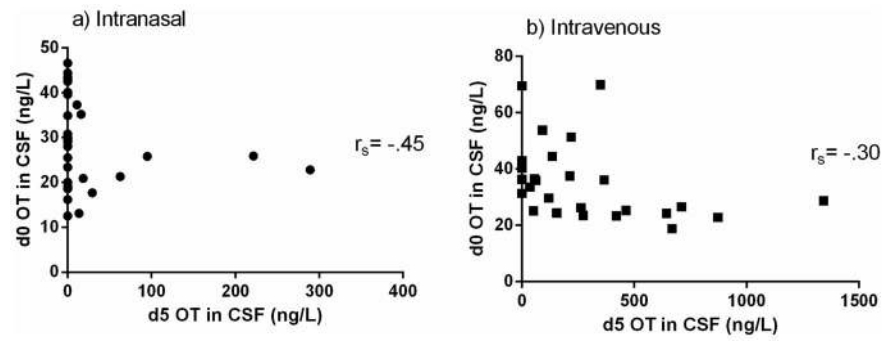 a) Intranasal
50
40
30
20
10
0
d0 OT in CSF (ng/L)
rs= -.45
0 100 200 300 400
d5 OT in CSF (ng/L)
b) Intravenous
80
60
40
20
0
d0 OT in CSF (ng/L)
rs= -.30
0 500 1000 1500
d5 OT in CSF (ng/L)